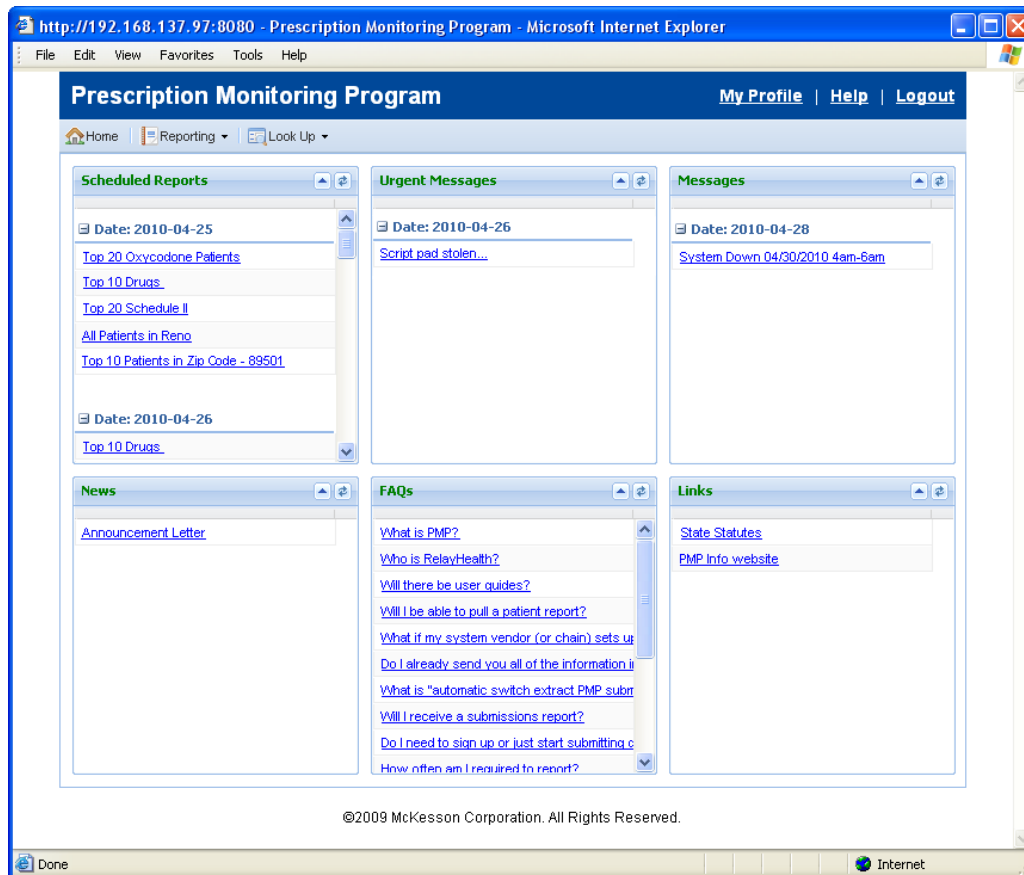 http://192.168.137.97:8080 - Prescription Monitoring Program - Microsoft Internet Explorer
File Edit View Favorites Tools Help
Prescription Monitoring Program
My Profile | Help | Logout
Home Reporting Look Up
Scheduled Reports
Date: 2010-04-25
Top 20 Oxycodone Patients
Top 10 Drugs
Top 20 Schedule II
All Patients in Reno
Top 10 Patients in Zip Code - 89501
Date: 2010-04-26
Top 10 Drugs
Urgent Messages
Date: 2010-04-26
Script pad stolen...
Messages
Date: 2010-04-28
System Down 04/30/2010 4am-6am
News
Announcement Letter
FAQs
What is PMP?
Who is RelayHealth?
Will there be user guides?
Will I be able to pull a patient report?
What if my system vendor (or chain) sets up
Do I already send you all of the information i
What is "automatic switch extract PMP subm
Will I receive a submissions report?
Do I need to sign up or just start submitting c
How often am I required to report?
Links
State Statutes
PMP Info website
©2009 McKesson Corporation. All Rights Reserved.
Done Internet